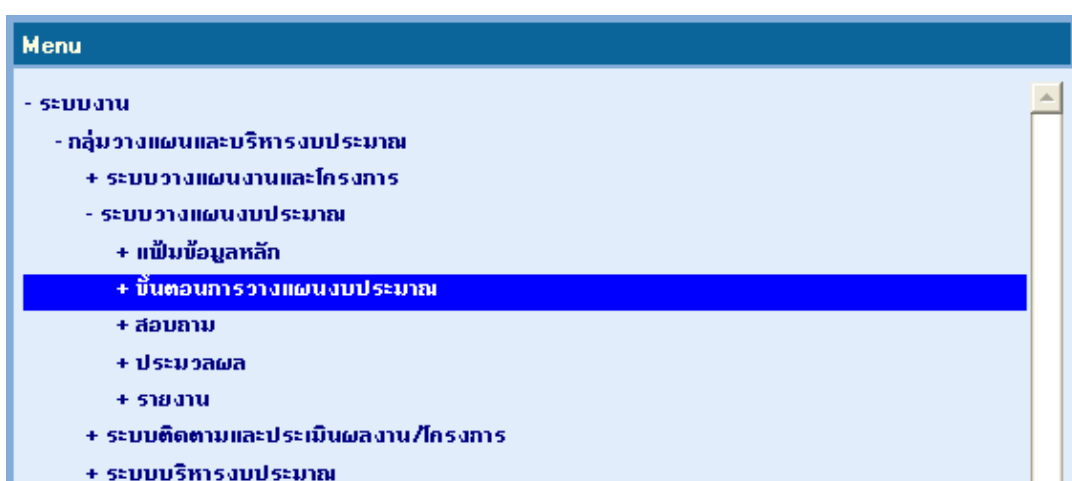 Menu
- ระบบงาน
- กลุ่มวางแผนและบริหารงบประมาณ
+ ระบบวางแผนงานและโครงการ
- ระบบวางแผนงบประมาณ
+ แฟ้มข้อมูลหลัก
+ ขั้นตอนการวางแผนงบประมาณ
+ สอบถาม
+ ประมวลผล
+ รายงาน
+ ระบบติดตามและประเมินผลงาน/โครงการ
+ ระบบบริหารงบประมาณ